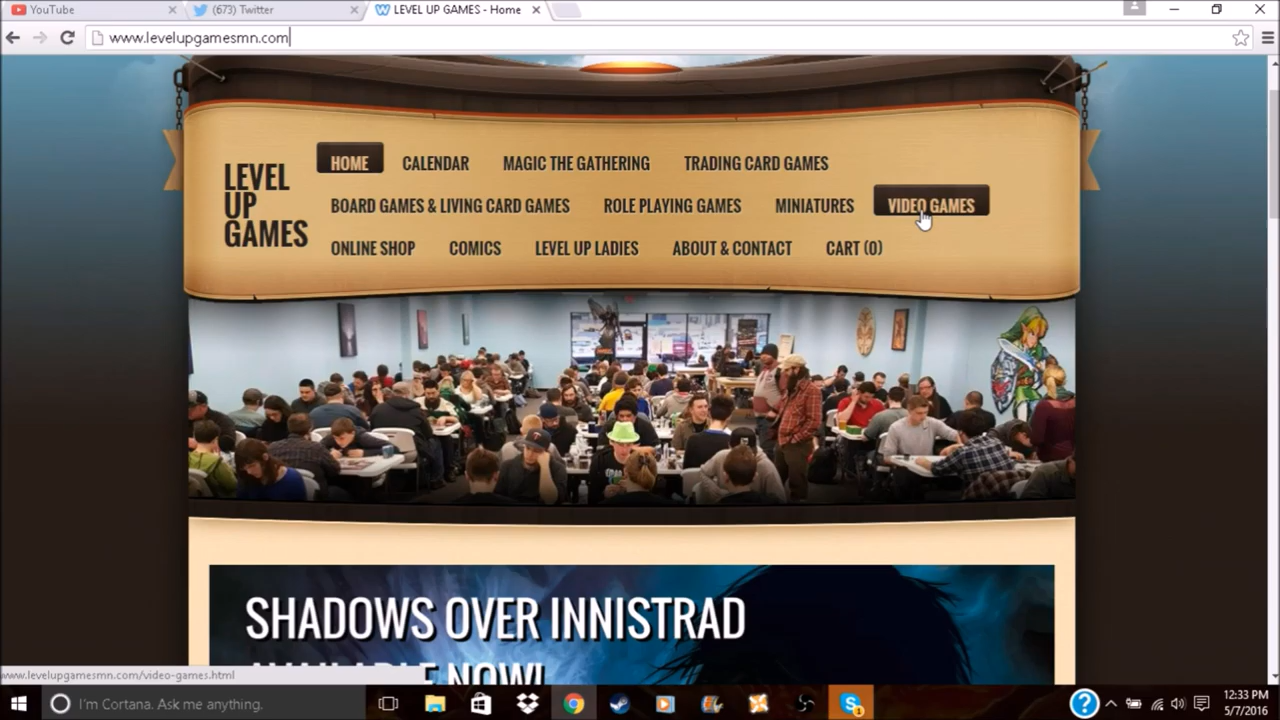 YouTube
(673) Twitter
LEVEL UP GAMES - Home
www.levelupgamesmn.com
LEVEL
UP
GAMES
HOME CALENDAR MAGIC THE GATHERING TRADING CARD GAMES
BOARD GAMES & LIVING CARD GAMES ROLE PLAYING GAMES MINIATURES VIDEO GAMES
ONLINE SHOP COMICS LEVEL UP LADIES ABOUT & CONTACT CART (0)
SHADOWS OVER INNISTRAD
AVAILABLE NOW!
www.levelupgamesmn.com/video-games.html
I'm Cortana. Ask me anything.
1
12:33 PM
5/7/2016